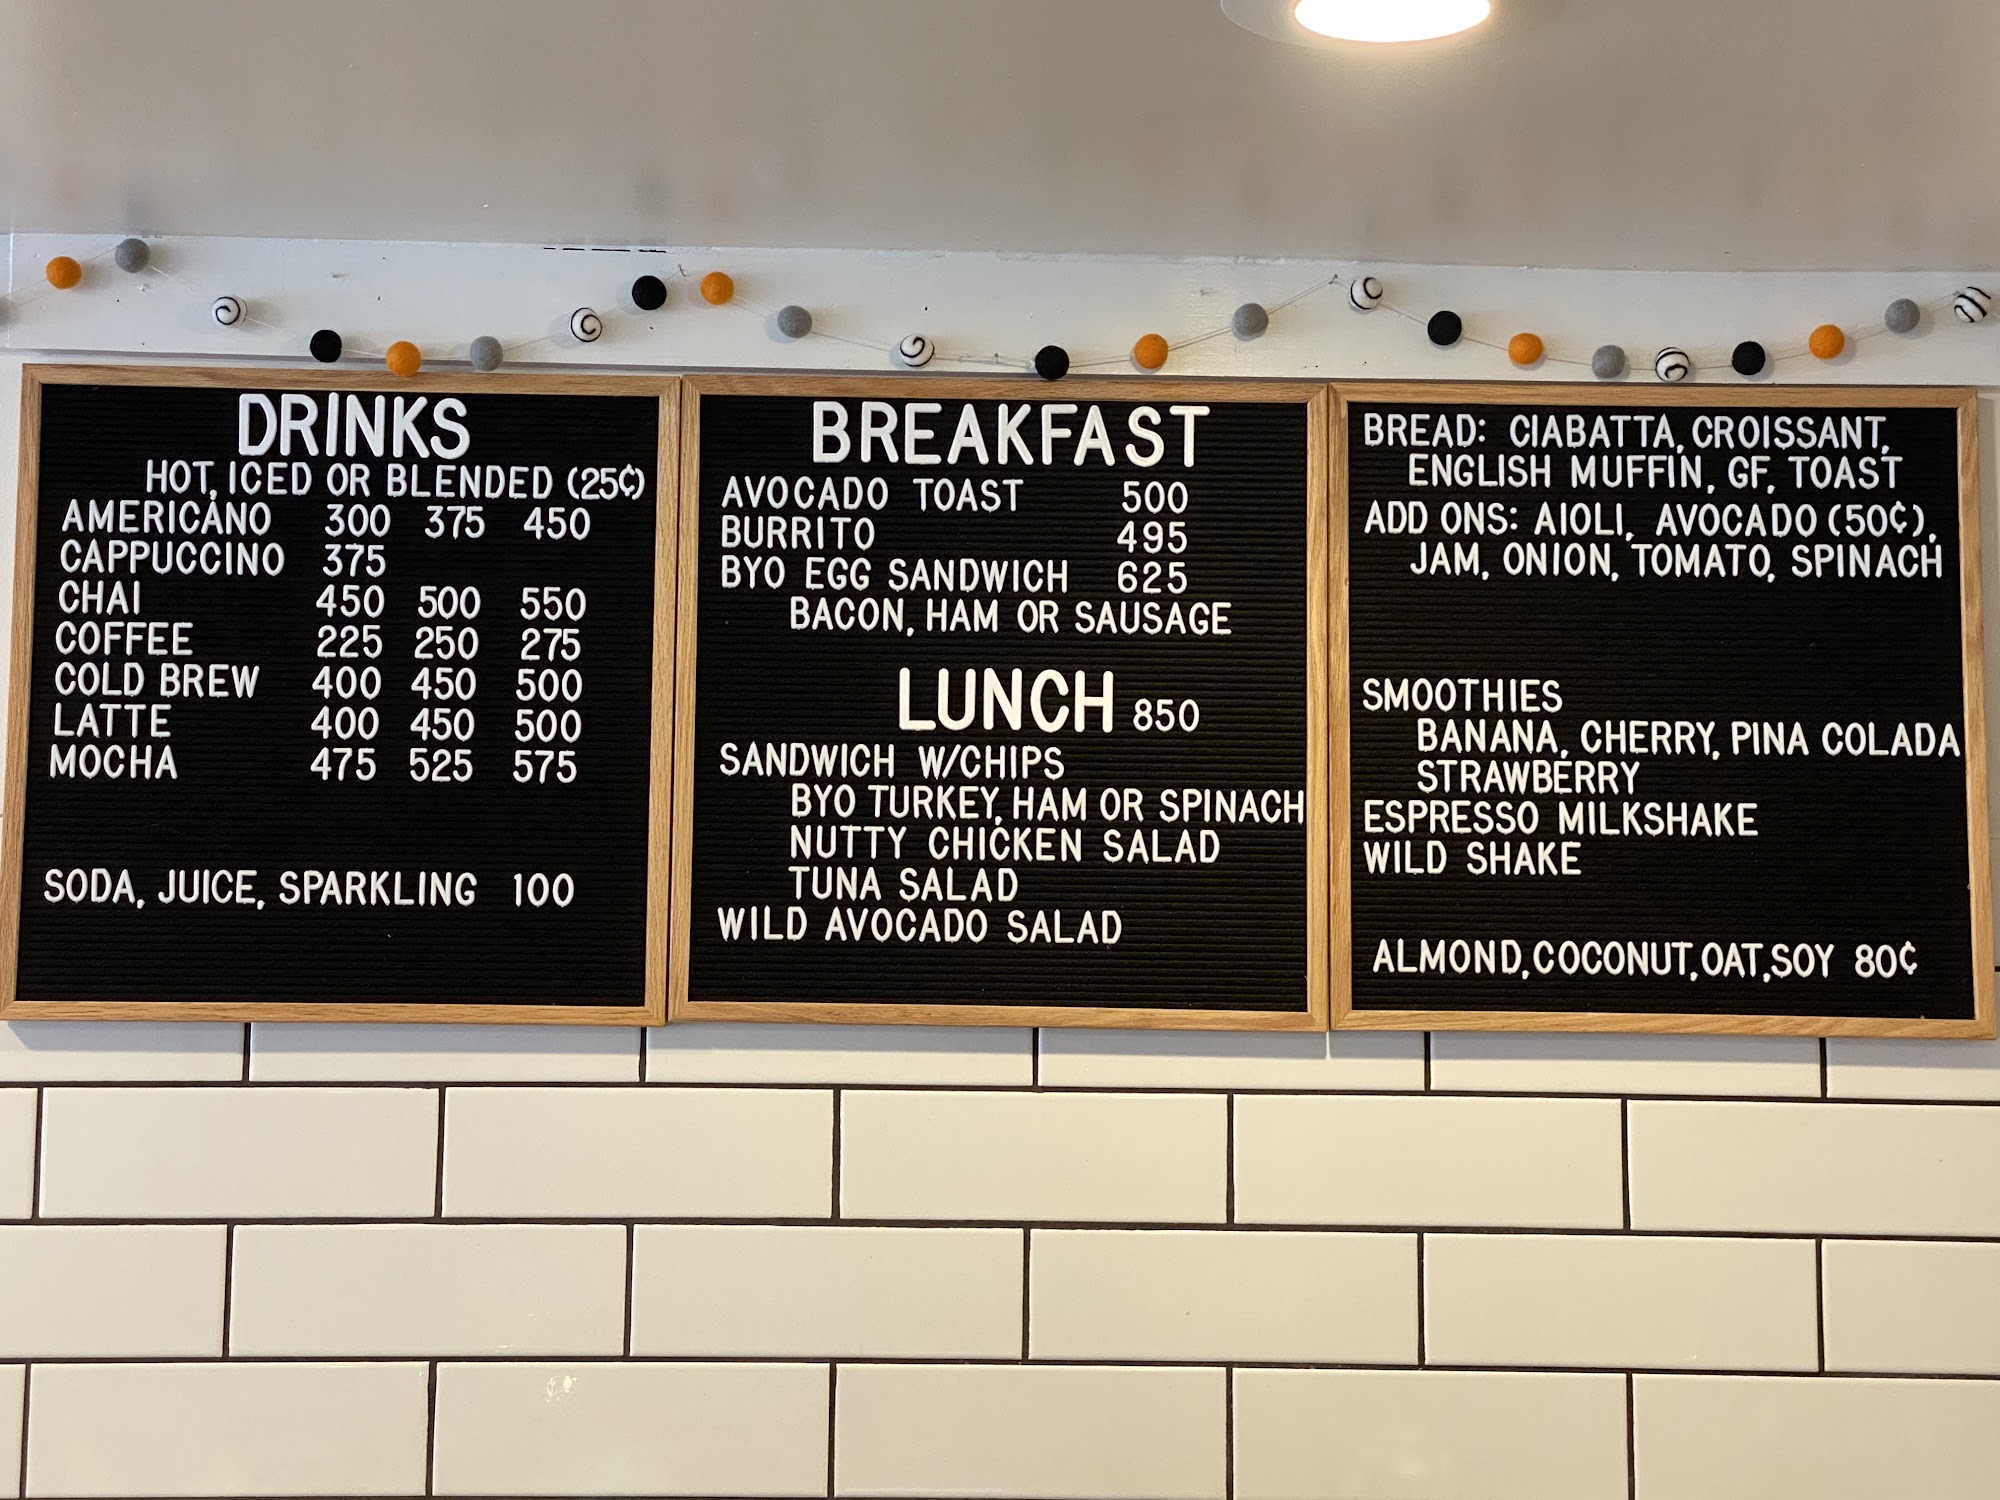 DRINKS
HOT, ICED OR BLENDED (25¢)
AMERICANO 300 375 450
CAPPUCCINO 375
CHAI 450 500 550
COFFEE 225 250 275
COLD BREW 400 450 500
LATTE 400 450 500
MOCHA 475 525 575
SODA, JUICE, SPARKLING 100
BREAKFAST
AVOCADO TOAST 500
BURRITO 495
BYO EGG SANDWICH 625
BACON, HAM OR SAUSAGE
LUNCH 850
SANDWICH W/CHIPS
BYO TURKEY, HAM OR SPINACH
NUTTY CHICKEN SALAD
TUNA SALAD
WILD AVOCADO SALAD
BREAD: CIABATTA, CROISSANT,
ENGLISH MUFFIN, GF, TOAST
ADD ONS: AIOLI, AVOCADO (50¢),
JAM, ONION, TOMATO, SPINACH
SMOOTHIES
BANANA, CHERRY, PINA COLADA
STRAWBERRY
ESPRESSO MILKSHAKE
WILD SHAKE
ALMOND, COCONUT, OAT, SOY 80¢